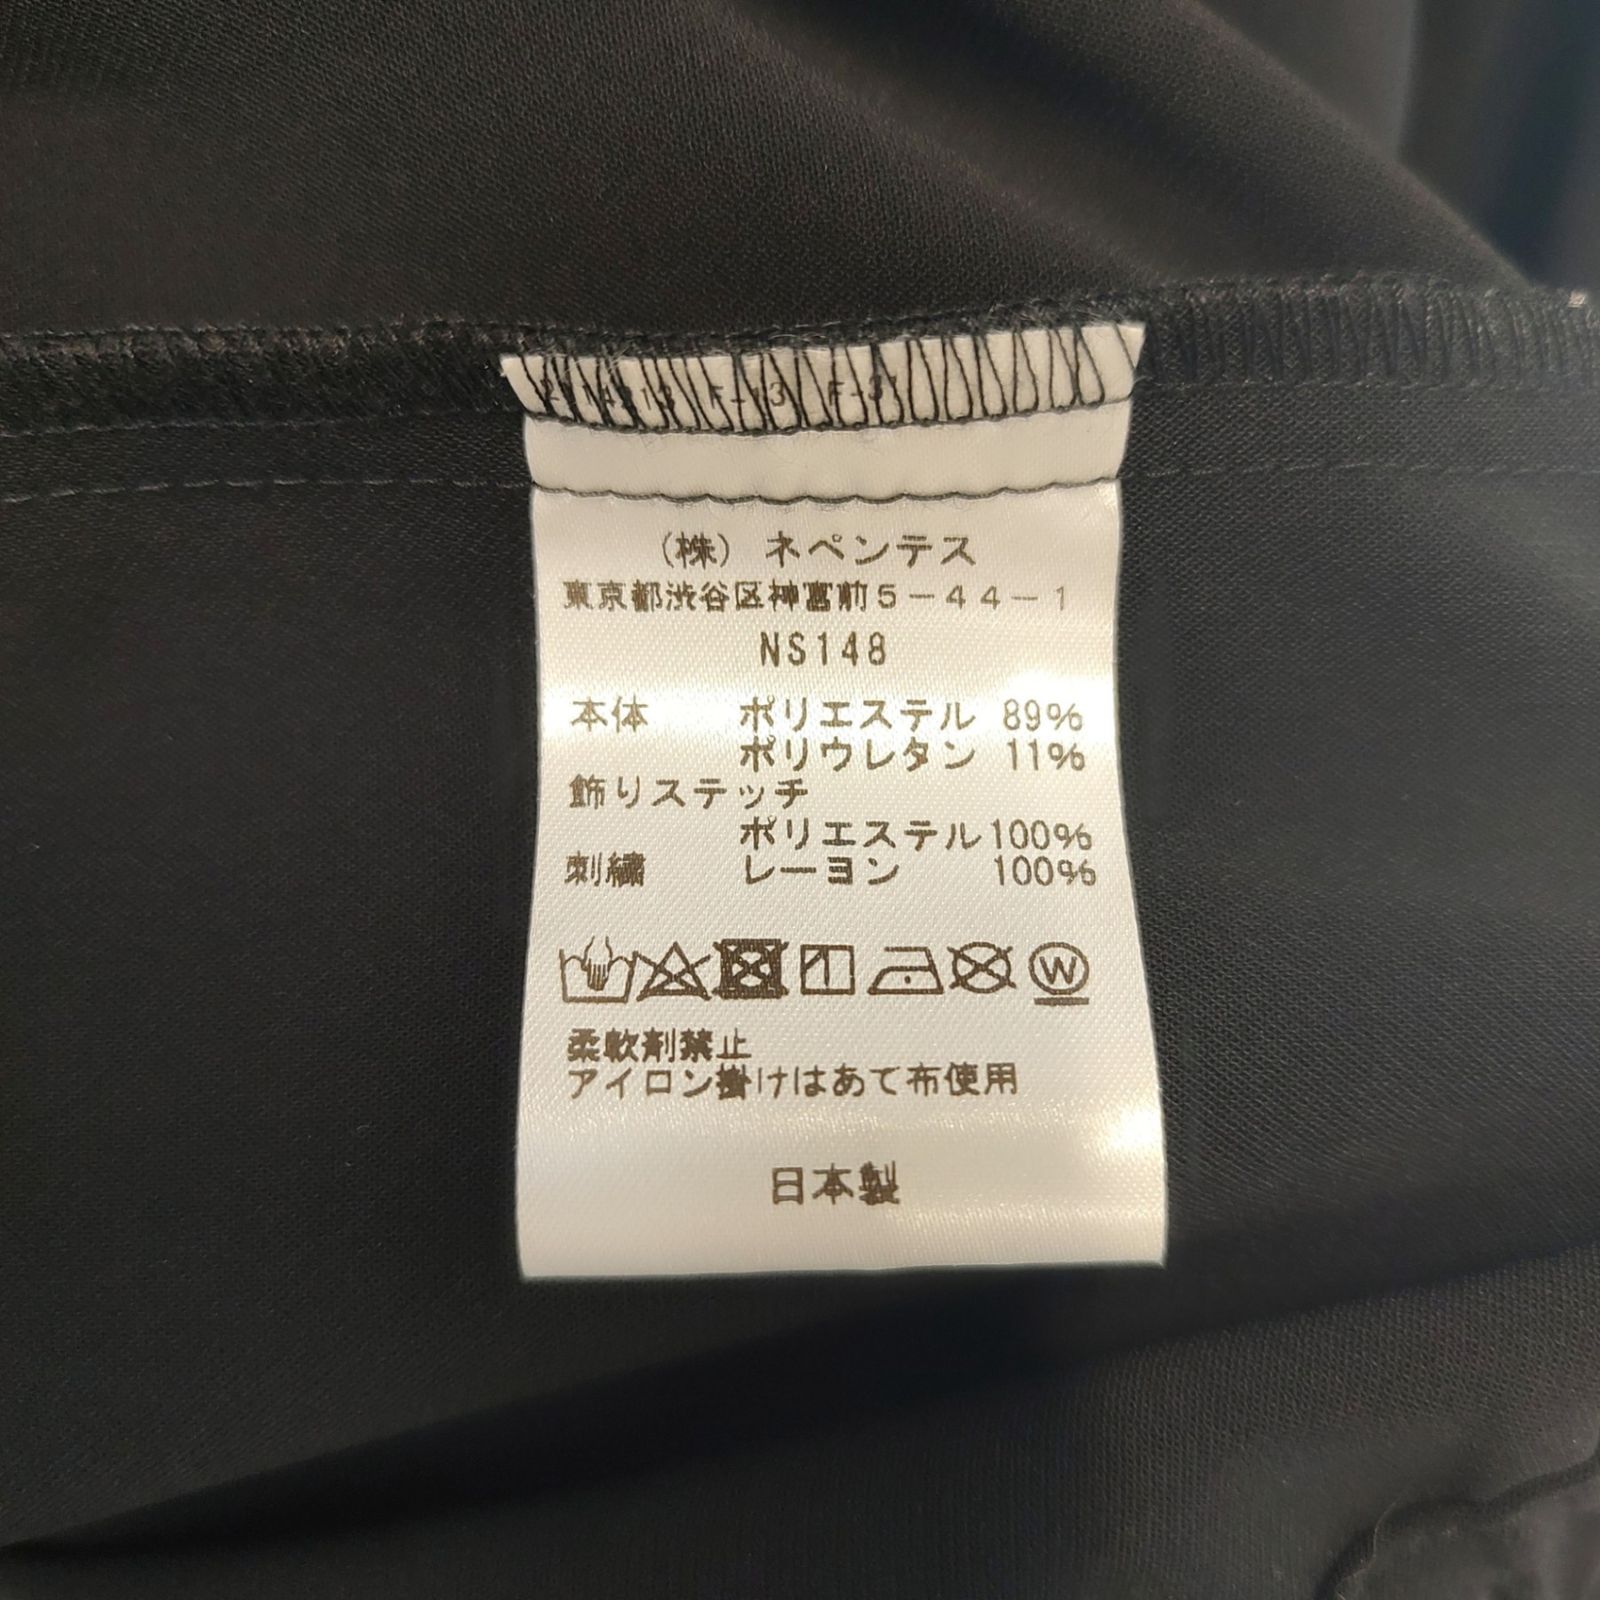 (株) ネペンテス
東京都渋谷区神宮前5-44-1
NS148
本体 ポリエステル 89%
ポリウレタン 11%
飾りステッチ
ポリエステル100%
刺繍 レーヨン 100%
W
柔軟剤禁止
アイロン掛けはあて布使用
日本製